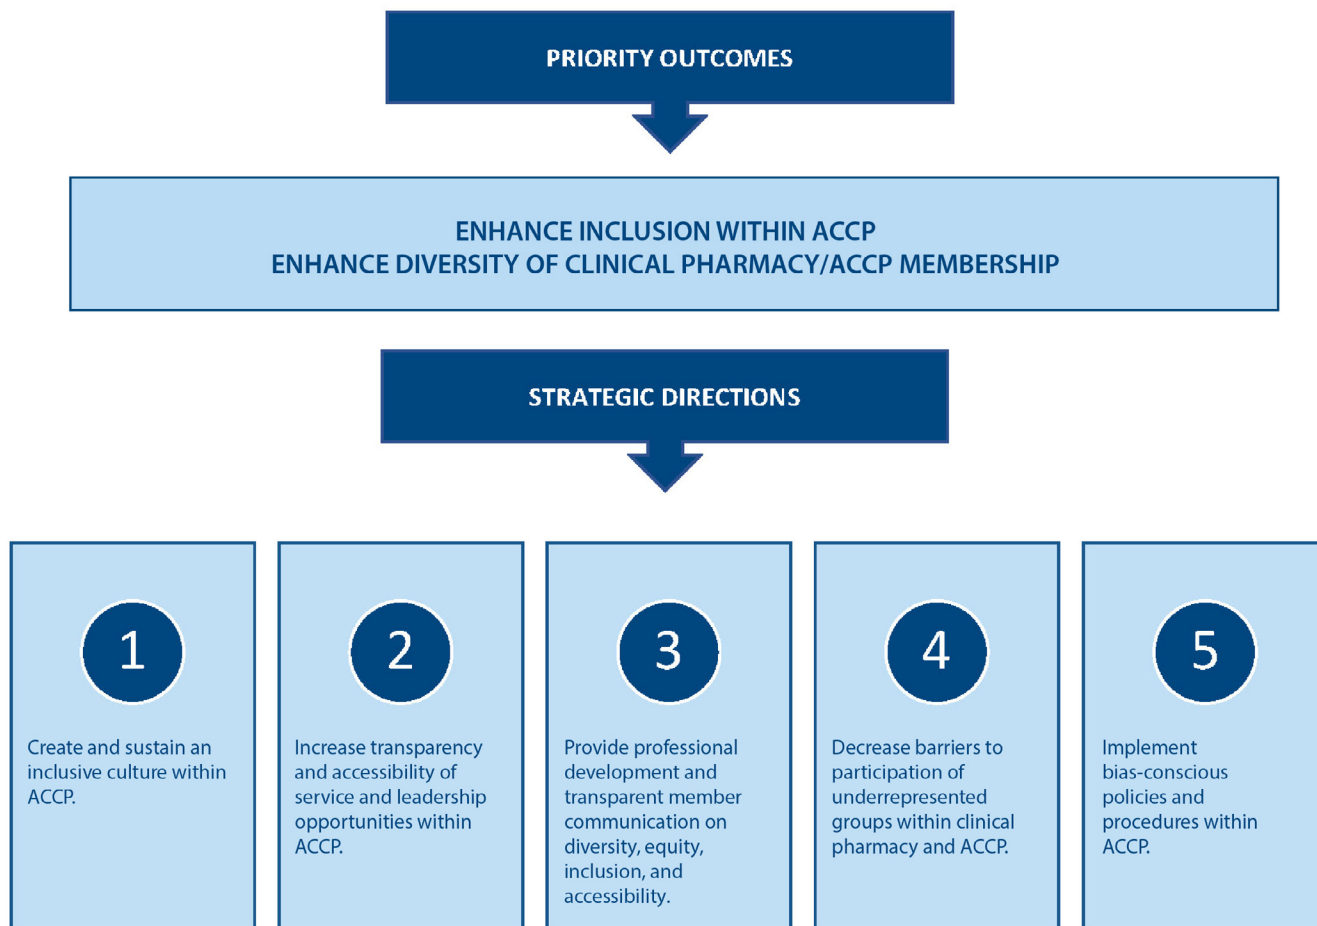 PRIORITY OUTCOMES
ENHANCE INCLUSION WITHIN ACCP
ENHANCE DIVERSITY OF CLINICAL PHARMACY/ACCP MEMBERSHIP
STRATEGIC DIRECTIONS
1
Create and sustain an
inclusive culture within
ACCP.
2
Increase transparency
and accessibility of
service and leadership
opportunities within
ACCP.
3
Provide professional
development and
transparent member
communication on
diversity, equity,
inclusion, and
accessibility.
4
Decrease barriers to
participation of
underrepresented
groups within clinical
pharmacy and ACCP.
5
Implement
bias-conscious
policies and
procedures within
ACCP.